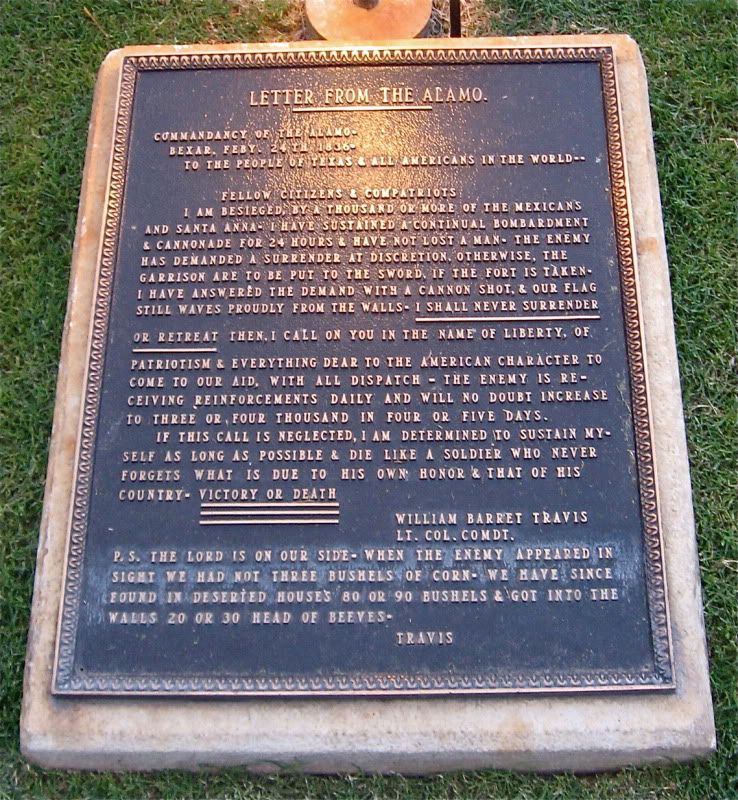 LETTER FROM THE ALAMO.
COMMANDANCY OF THE ALAMO-
BEXAR, FEBY. 24TH 1836-
TO THE PEOPLE OF TEXAS & ALL AMERICANS IN THE WORLD--
FELLOW CITIZENS & COMPATRIOTS
I AM BESIEGED, BY A THOUSAND OR MORE OF THE MEXICANS
AND SANTA ANNA- I HAVE SUSTAINED A CONTINUAL BOMBARDMENT
& CANNONADE FOR 24 HOURS & HAVE NOT LOST A MAN- THE ENEMY
HAS DEMANDED A SURRENDER AT DISCRETION, OTHERWISE, THE
GARRISON ARE TO BE PUT TO THE SWORD, IF THE FORT IS TAKEN-
I HAVE ANSWERED THE DEMAND WITH A CANNON SHOT, & OUR FLAG
STILL WAVES PROUDLY FROM THE WALLS- I SHALL NEVER SURRENDER
OR RETREAT THEN, I CALL ON YOU IN THE NAME OF LIBERTY, OF
PATRIOTISM & EVERYTHING DEAR TO THE AMERICAN CHARACTER TO
COME TO OUR AID, WITH ALL DISPATCH - THE ENEMY IS RE-
CEIVING REINFORCEMENTS DAILY AND WILL NO DOUBT INCREASE
TO THREE OR FOUR THOUSAND IN FOUR OR FIVE DAYS.
IF THIS CALL IS NEGLECTED, I AM DETERMINED TO SUSTAIN MY-
SELF AS LONG AS POSSIBLE & DIE LIKE A SOLDIER WHO NEVER
FORGETS WHAT IS DUE TO HIS OWN HONOR & THAT OF HIS
COUNTRY- VICTORY OR DEATH
WILLIAM BARRET TRAVIS
LT. COL. COMDT.
P.S. THE LORD IS ON OUR SIDE- WHEN THE ENEMY APPEARED IN
SIGHT WE HAD NOT THREE BUSHELS OF CORN- WE HAVE SINCE
FOUND IN DESERTED HOUSES 80 OR 90 BUSHELS & GOT INTO THE
WALLS 20 OR 30 HEAD OF BEEVES-
TRAVIS